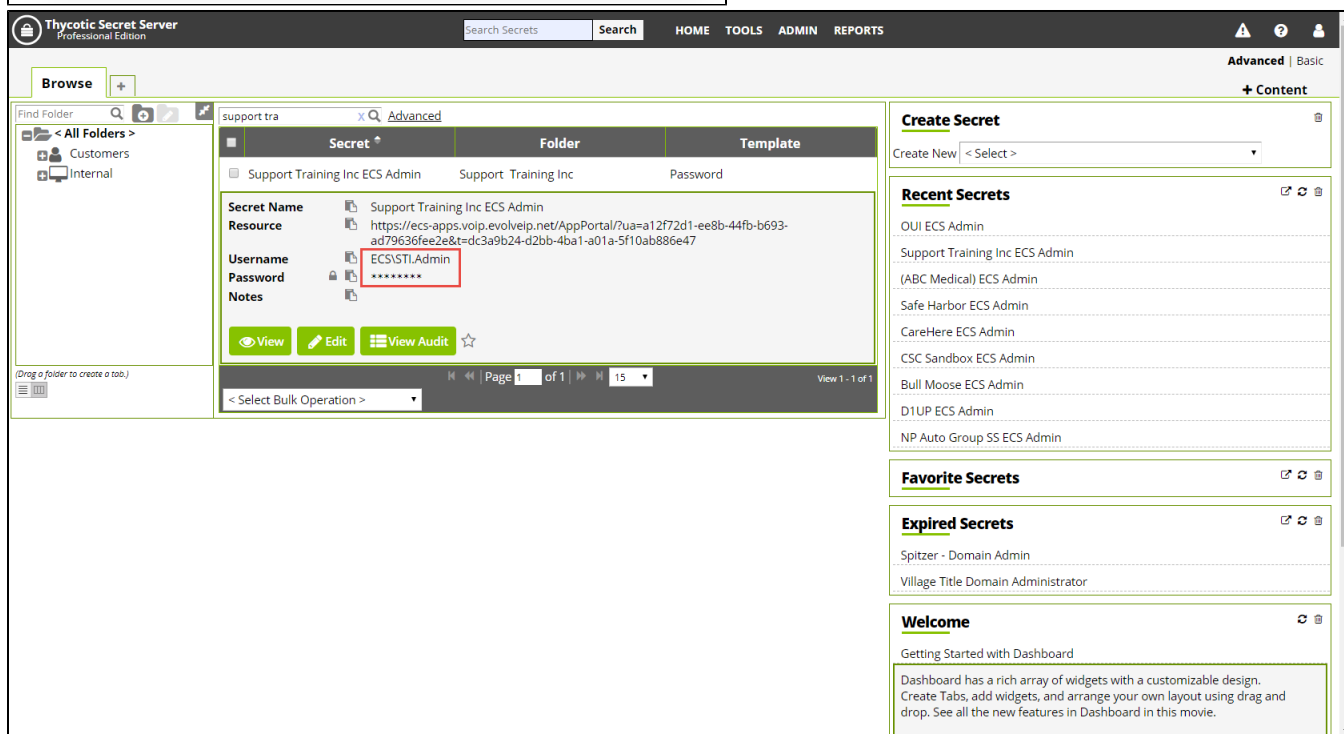 Thycotic Secret Server
Professional Edition
Search Secrets Search HOME TOOLS ADMIN REPORTS
Advanced | Basic
Browse +
+ Content
Find Folder
< All Folders >
Customers
Internal
(Drag a folder to create a tab.)
support tra x Advanced
Secret Folder Template
Support Training Inc ECS Admin Support Training Inc Password
Secret Name Support Training Inc ECS Admin
Resource https://ecs-apps.voip.evolveip.net/AppPortal/?ua=a12f72d1-ee8b-44fb-b693-
ad79636fee2e&t=dc3a9b24-d2bb-4ba1-a01a-5f10ab886e47
Username ECS\STI.Admin
Password ********
Notes
View Edit View Audit
Page 1 of 1 15 View 1 - 1 of 1
< Select Bulk Operation >
Create Secret
Create New < Select >
Recent Secrets
OUI ECS Admin
Support Training Inc ECS Admin
(ABC Medical) ECS Admin
Safe Harbor ECS Admin
CareHere ECS Admin
CSC Sandbox ECS Admin
Bull Moose ECS Admin
D1UP ECS Admin
NP Auto Group SS ECS Admin
Favorite Secrets
Expired Secrets
Spitzer - Domain Admin
Village Title Domain Administrator
Welcome
Getting Started with Dashboard
Dashboard has a rich array of widgets with a customizable design.
Create Tabs, add widgets, and arrange your own layout using drag and
drop. See all the new features in Dashboard in this movie.